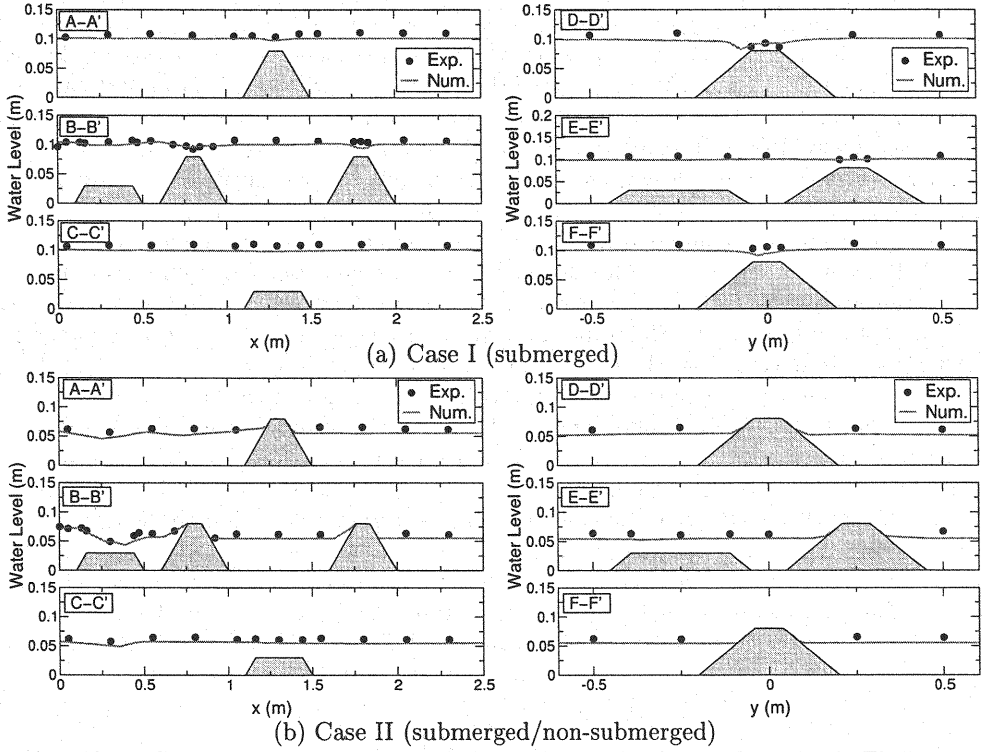 A–A'
0.15
0.1
0.05
0
Exp.
Num.
D–D'
0.15
0.1
0.05
0
Exp.
Num.
B–B'
0.15
0.1
0.05
0
E–E'
0.2
0.15
0.1
0.05
0
Water Level (m)
Water Level (m)
C–C'
0.15
0.1
0.05
0
F–F'
0.15
0.1
0.05
0
0 0.5 1 1.5 2 2.5
-0.5 0 0.5
x (m)
y (m)
(a) Case I (submerged)
A–A'
0.15
0.1
0.05
0
Exp.
Num.
D–D'
0.15
0.1
0.05
0
Exp.
Num.
B–B'
0.15
0.1
0.05
0
E–E'
0.15
0.1
0.05
0
Water Level (m)
Water Level (m)
C–C'
0.15
0.1
0.05
0
F–F'
0.15
0.1
0.05
0
0 0.5 1 1.5 2 2.5
-0.5 0 0.5
x (m)
y (m)
(b) Case II (submerged/non-submerged)